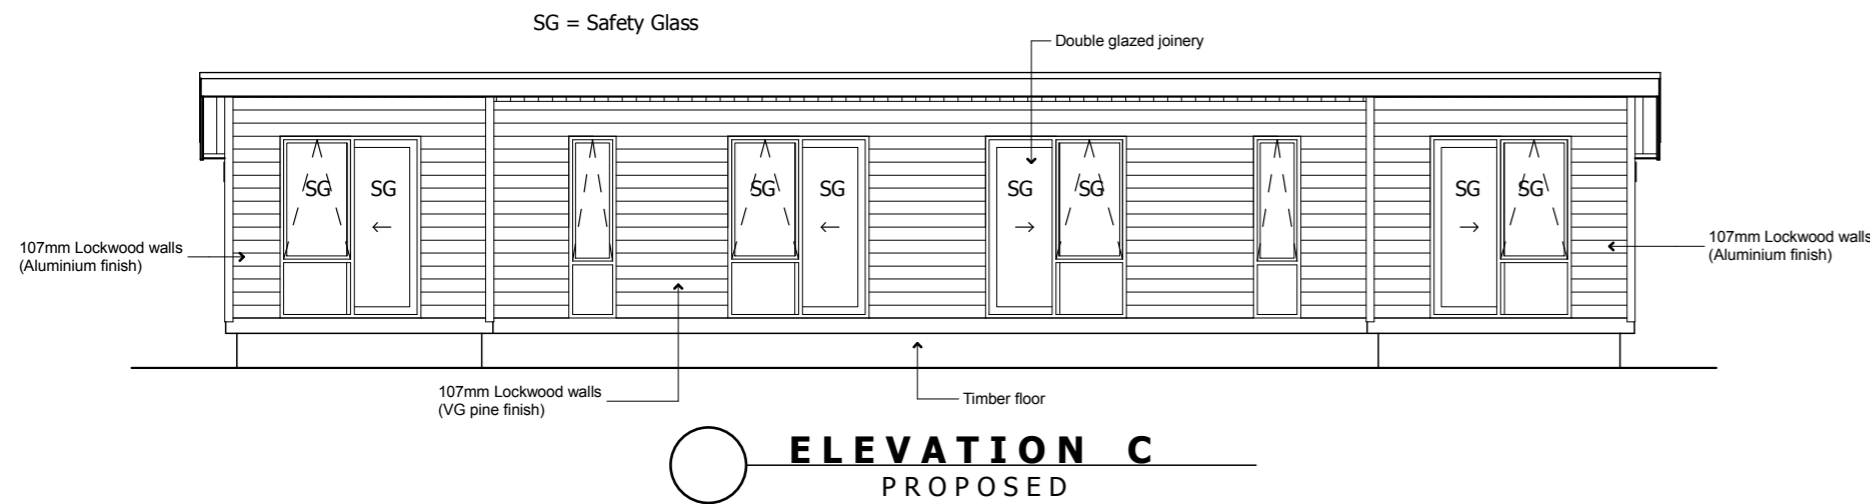 SG = Safety Glass
Double glazed joinery
SG
SG
SG
SG
SG
SG
SG
SG
107mm Lockwood walls
(Aluminium finish)
107mm Lockwood walls
(Aluminium finish)
107mm Lockwood walls
(VG pine finish)
Timber floor
ELEVATION C
PROPOSED